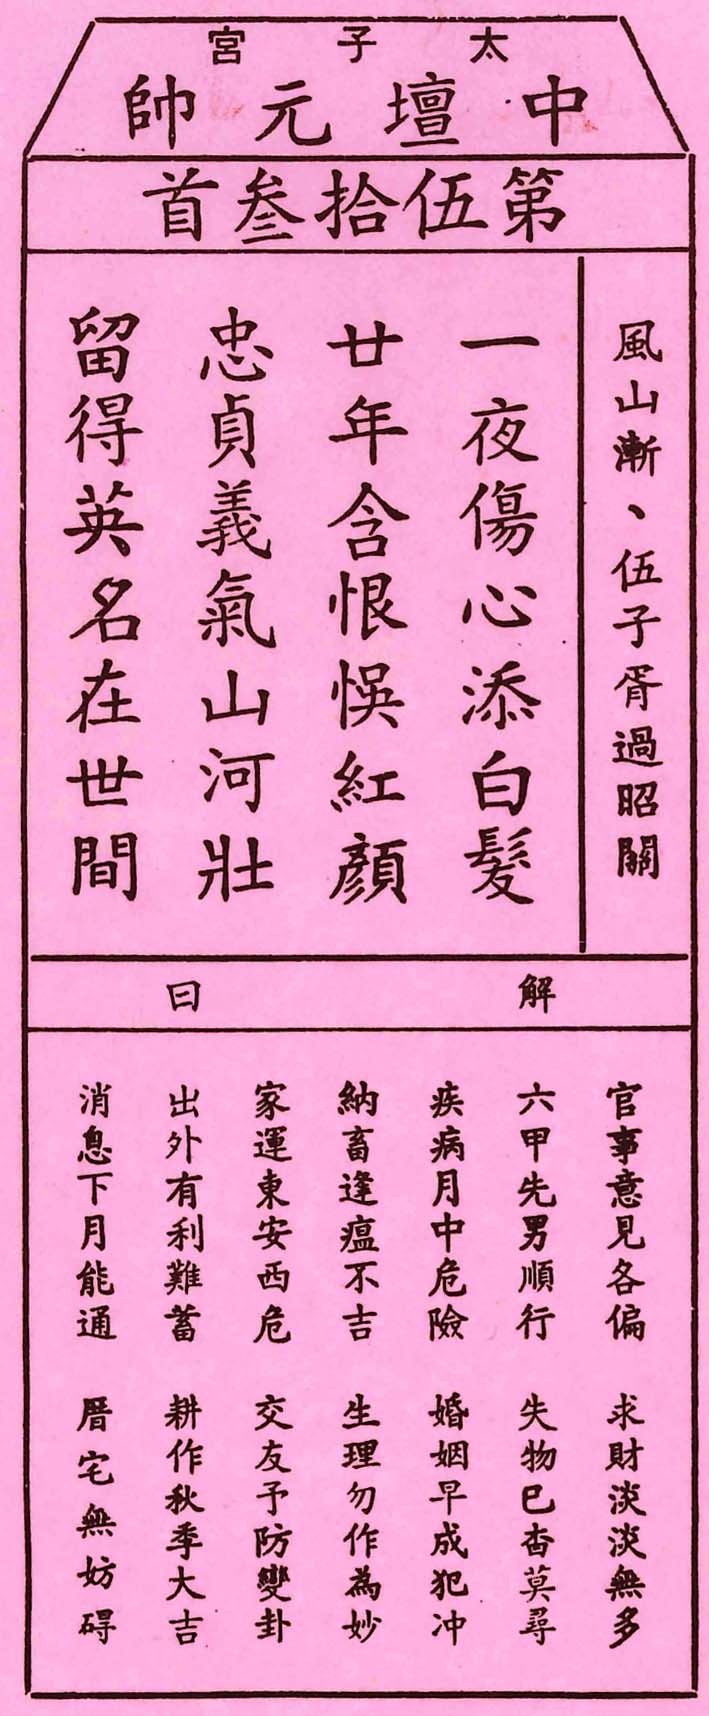 太子宮
中壇元帥
第伍拾叁首
風山漸、伍子胥過昭關
一夜傷心添白髮
廿年含恨悞紅顏
忠貞義氣山河壯
留得英名在世間
解曰
官事意見各偏 求財淡淡無多
六甲先男順行 失物已杳莫尋
疾病月中危險 婚姻早成犯冲
納畜逢瘟不吉 生理勿作為妙
家運東安西危 交友予防變卦
出外有利難蓄 耕作秋季大吉
消息下月能通 厝宅無妨碍